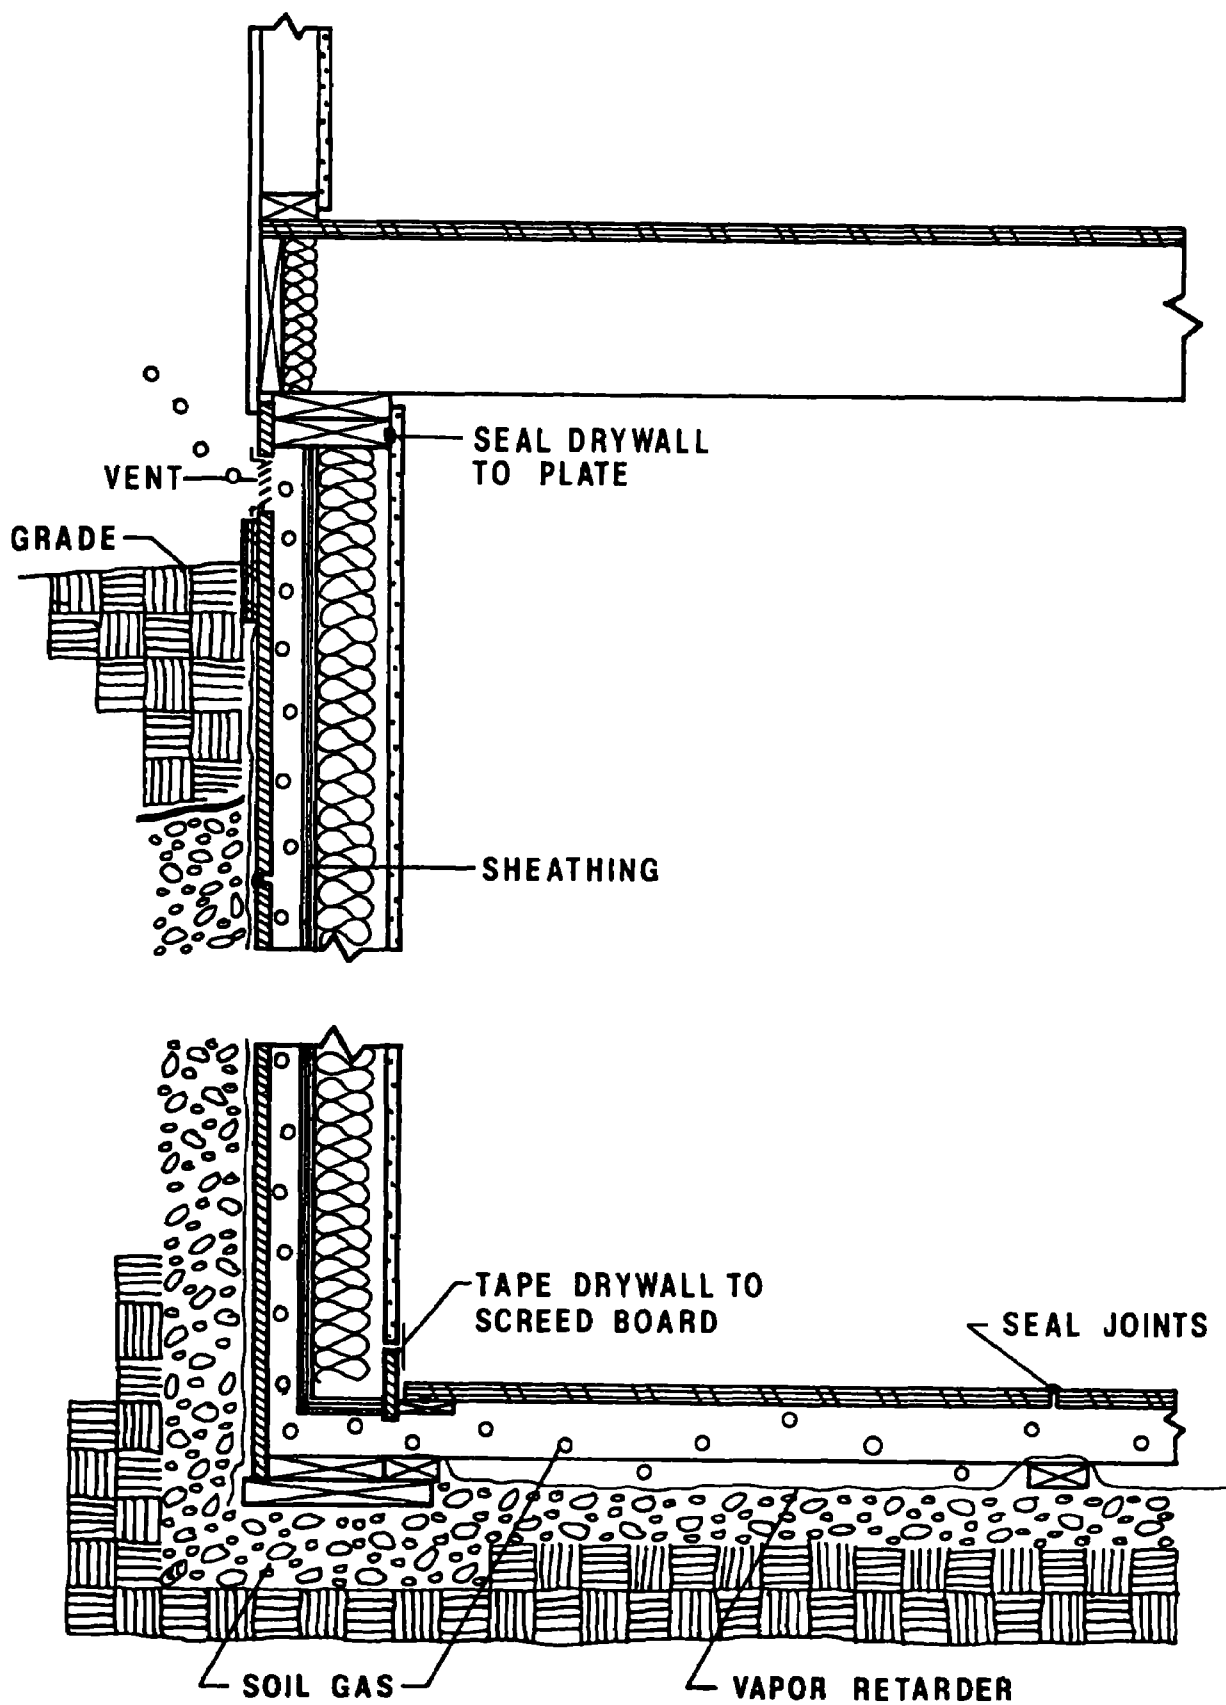 SEAL DRYWALL
TO PLATE
VENT
GRADE
SHEATHING
TAPE DRYWALL TO
SCREED BOARD
SEAL JOINTS
SOIL GAS
VAPOR RETARDER